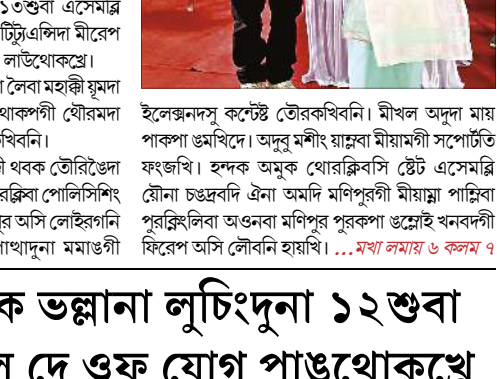 ১৩শুবা এসেমব্লি
টিট্যুএন্সিদা মীরেপ
লাউথোকখ্রে।
লৈবা মহাক্কী য়ূমদা
থাকপগী থৌরমদা
খিবনি।
থবক তৌরিঙৈদা
পোলিসিশিং
অসি লোইরগনি
মমাঙগী
ইলেক্সনদসু কন্টেষ্ট তৌরকখিবনি। মীখল অদুদা মায়
পাকপা ঙমখিদে। অদুবু মশীং য়াম্লবা মীয়ামগী সপোর্টতি
ফংজখি। হন্দক অমুক থোরক্লিবসি ষ্টেট এসেমব্লি
য়ৌনা চঙদ্রবদি ঐনা অমদি মণিপুরগী মীয়াম্না পাম্লিবা
পুরক্নিংলিবা অওনবা মণিপুর পুরকপা ঙম্লোই খনবদগী
ফিরেপ অসি লৌবনি হায়খি। ...মখা লমায় ৬ কলম ৭
ক ভল্লানা লুচিংদুনা ১২শুবা
দে ওফ য়োগ পাঙথোকখ্রে